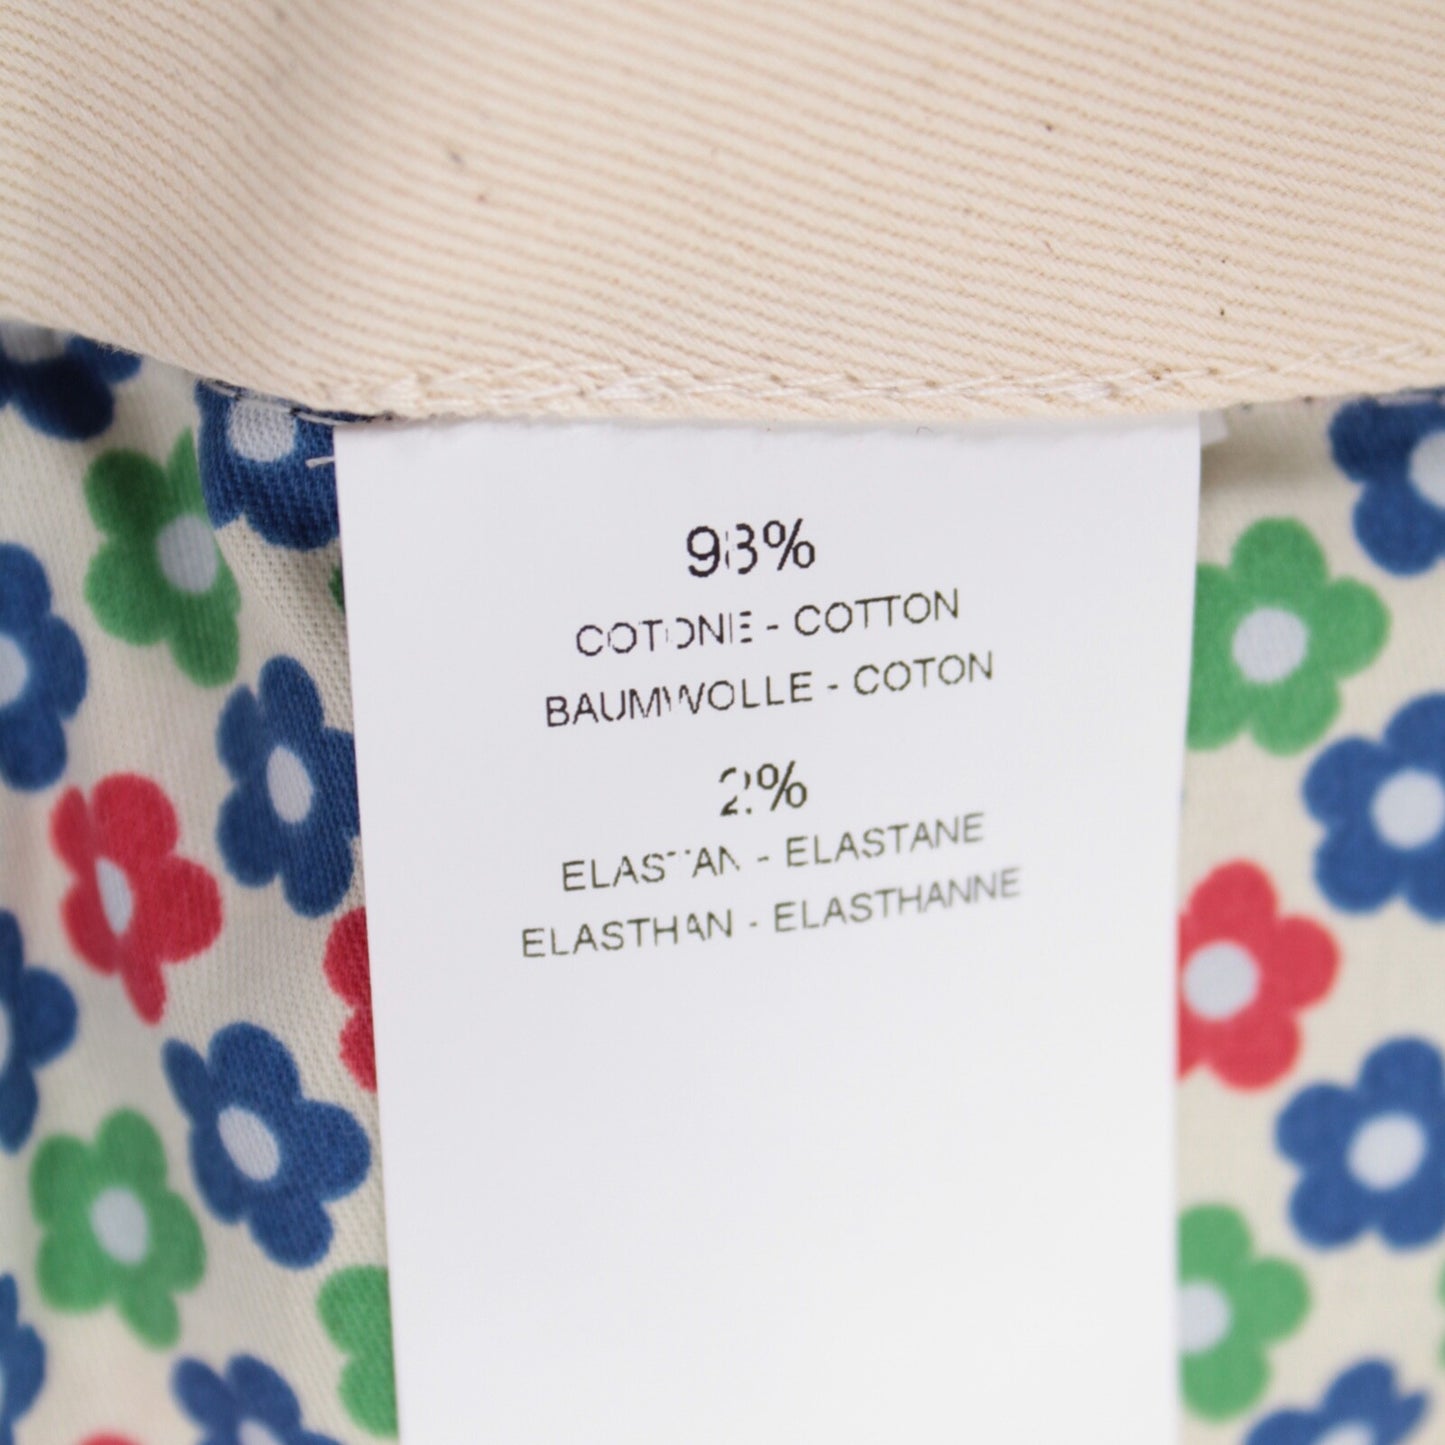 98%
COTONE - COTTON
BAUMWOLLE - COTON
2%
ELASTAN - ELASTANE
ELASTHAN - ELASTHANNE